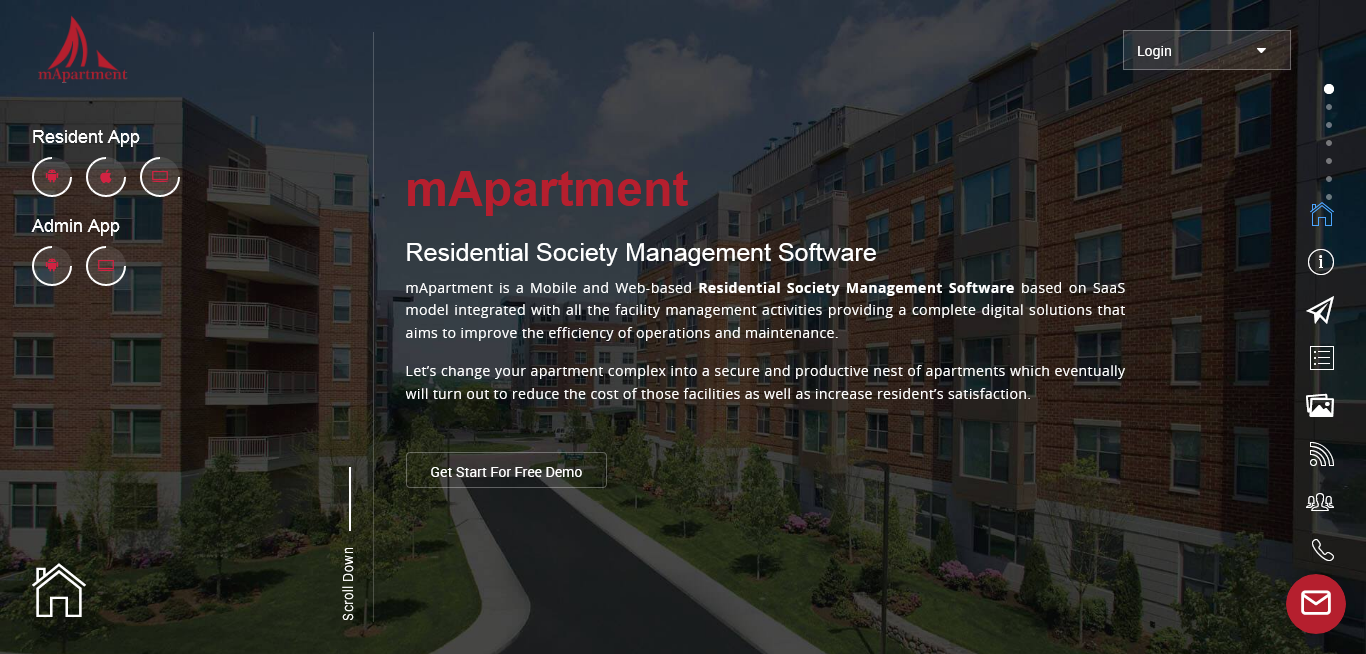 mApartment
Login
Resident App
Admin App
mApartment
Residential Society Management Software
mApartment is a Mobile and Web-based Residential Society Management Software based on SaaS
model integrated with all the facility management activities providing a complete digital solutions that
aims to improve the efficiency of operations and maintenance.
Let’s change your apartment complex into a secure and productive nest of apartments which eventually
will turn out to reduce the cost of those facilities as well as increase resident’s satisfaction.
Get Start For Free Demo
Scroll Down